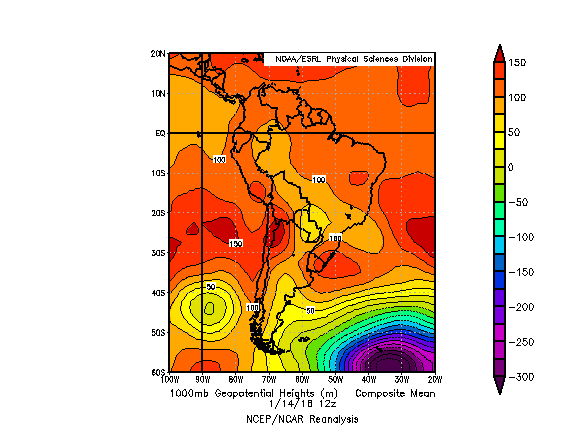 NOAA/ESRL Physical Sciences Division
20N
10N
EQ
10S
20S
30S
40S
50S
60S
100W 90W 80W 70W 60W 50W 40W 30W 20W
100
100
100
150
50
100
50
150
100
50
0
-50
-100
-150
-200
-250
-300
1000mb Geopotential Heights (m) Composite Mean
1/14/18 12z
NCEP/NCAR Reanalysis